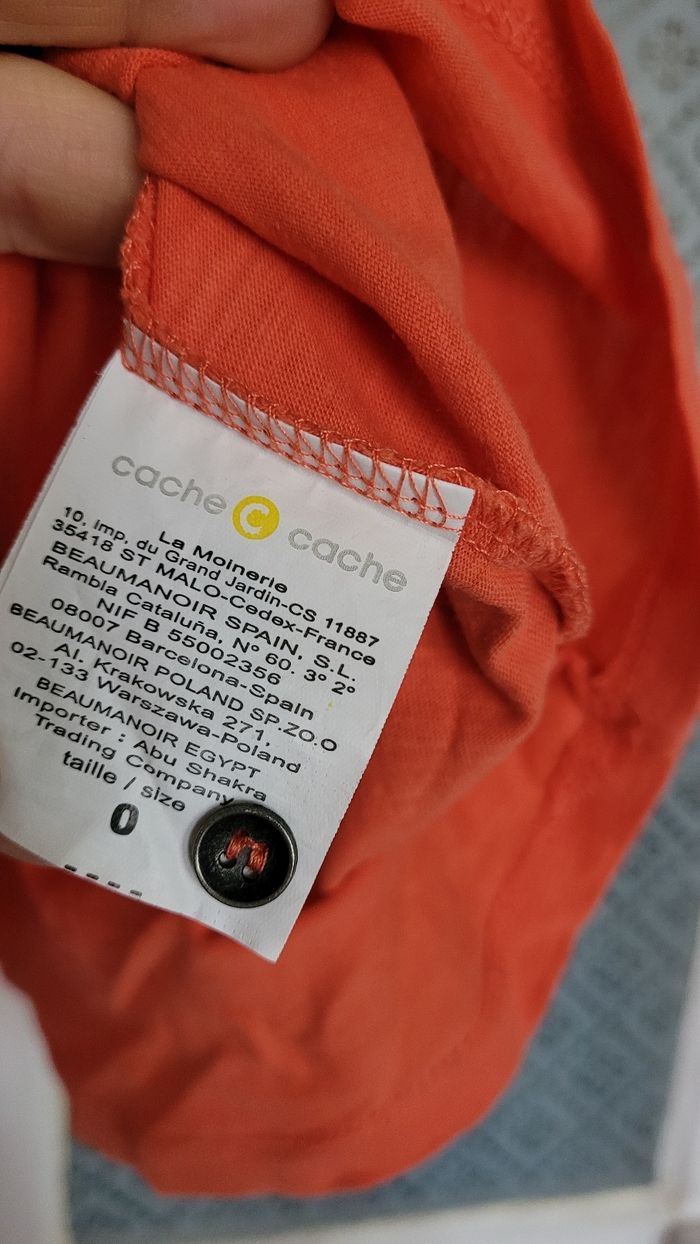 cache c cache
La Moinerie
10, Imp. du Grand Jardin-CS 11887
35418 ST MALO-Cedex-France
BEAUMANOIR SPAIN, S.L.
Rambla Cataluña, N° 60. 3º 2º
NIF B 55002356
08007 Barcelona-Spain
BEAUMANOIR POLAND SP.ZO.O
Al. Krakowska 271,
02-133 Warszawa-Poland
BEAUMANOIR EGYPT
Importer : Abu Shakra
Trading Company
taille / size
0